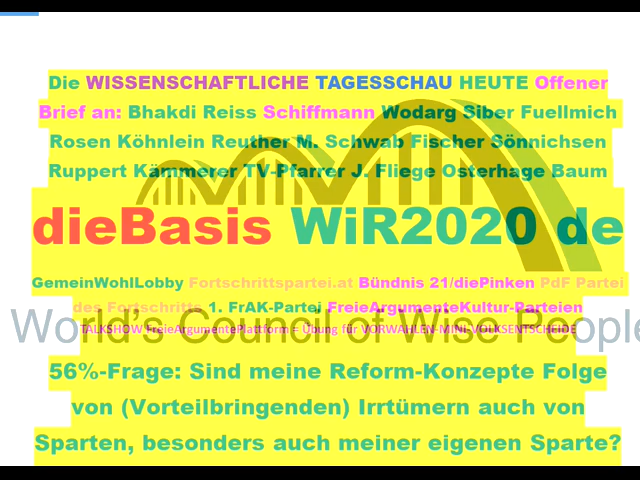 Die WISSENSCHAFTLICHE TAGESSCHAU HEUTE Offener
Brief an: Bhakdi Reiss Schiffmann Wodarg Siber Fuellmich
Rosen Köhnlein Reuther M. Schwab Fischer Sönnichsen
Ruppert Kämmerer TV-Pfarrer J. Fliege Osterhage Baum
dieBasis WiR2020 de
GemeinWohlLobby Fortschrittspartei.at Bündnis 21/diePinken PdF Partei
des Fortschritts 1. FrAK-Partei FreieArgumenteKultur-Parteien
World's Council of Wise People
TALKSHOW FreieArgumentePlattform = Übung für VORWAHLEN-MINI-VOLKSENTSCHEIDE
56%-Frage: Sind meine Reform-Konzepte Folge
von (Vorteilbringenden) Irrtümern auch von
Sparten, besonders auch meiner eigenen Sparte?